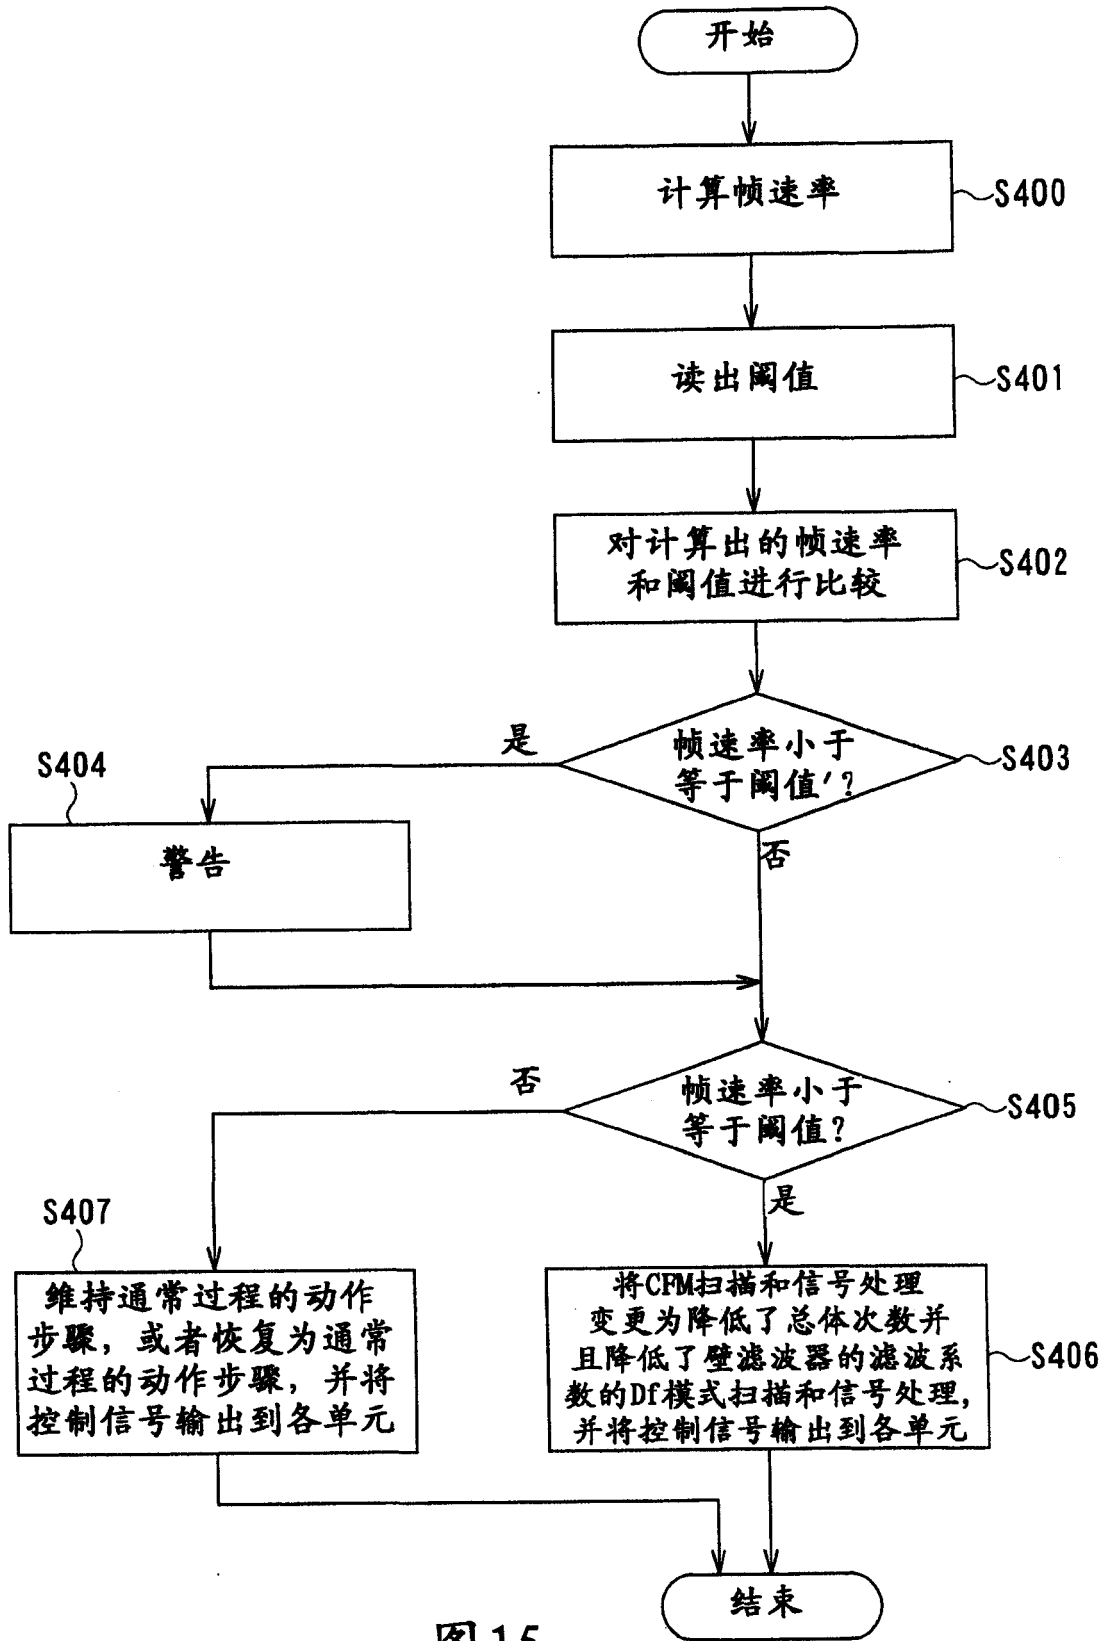 开始
计算帧速率
S400
读出阈值
S401
对计算出的帧速率
和阈值进行比较
S402
是
帧速率小于
等于阈值'?
S403
S404
警告
否
否
帧速率小于
等于阈值?
S405
是
S407
维持通常过程的动作
步骤，或者恢复为通常
过程的动作步骤，并将
控制信号输出到各单元
将CFM扫描和信号处理
变更为降低了总体次数并
且降低了壁滤波器的滤波系
数的Df模式扫描和信号处理，
并将控制信号输出到各单元
S406
结束
图15